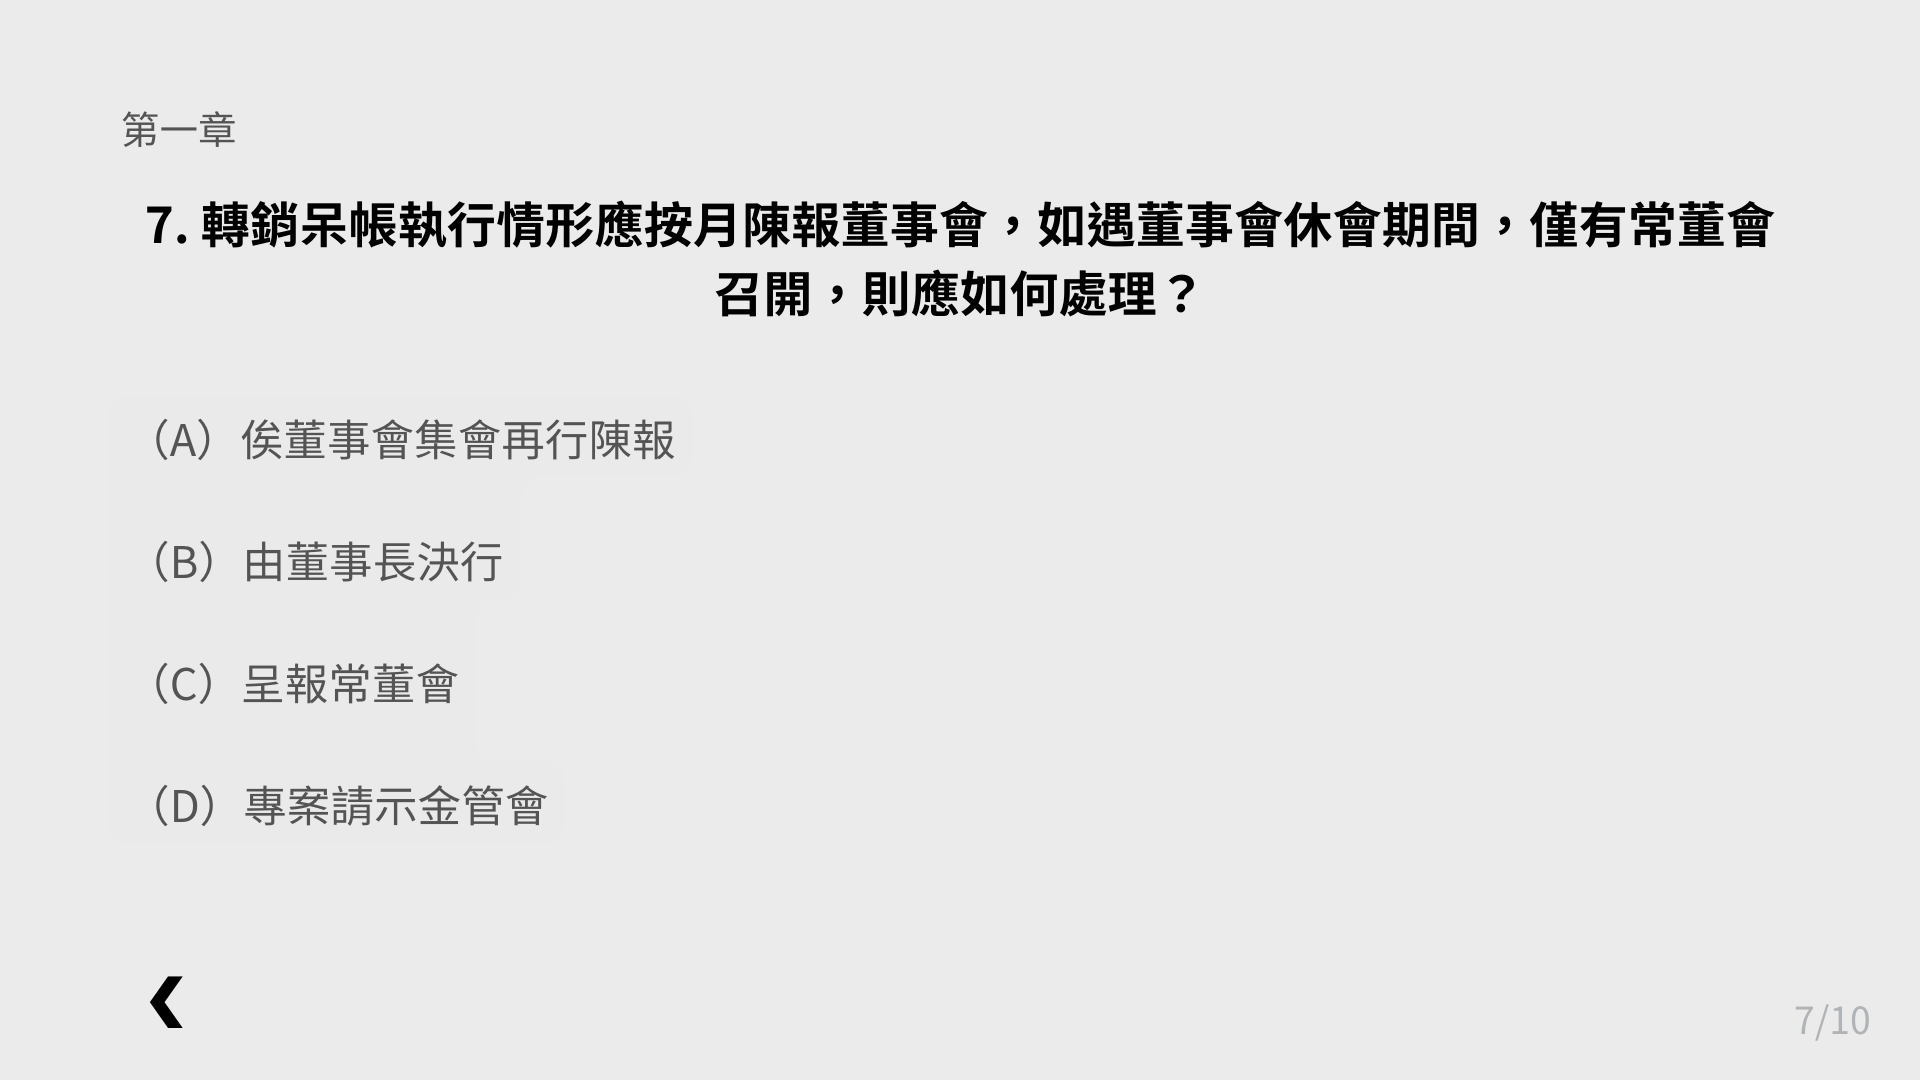 第一章
7. 轉銷呆帳執行情形應按月陳報董事會，如遇董事會休會期間，僅有常董會
召開，則應如何處理？
（A）俟董事會集會再行陳報
（B）由董事長決行
（C）呈報常董會
（D）專案請示金管會
7/10